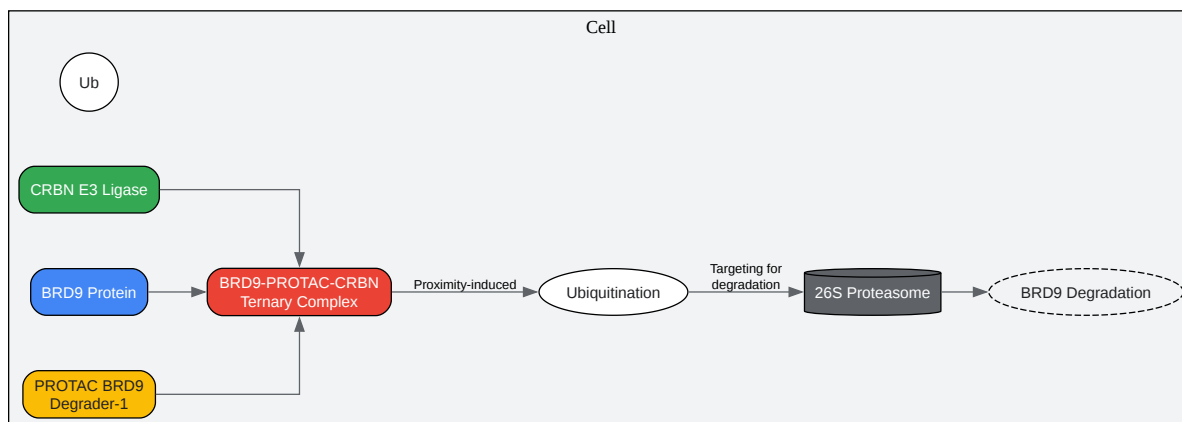 Cell
Ub
CRBN E3 Ligase
BRD9 Protein
BRD9-PROTAC-CRBN
Ternary Complex
Proximity-induced
Ubiquitination
Targeting for
degradation
26S Proteasome
BRD9 Degradation
PROTAC BRD9
Degrader-1